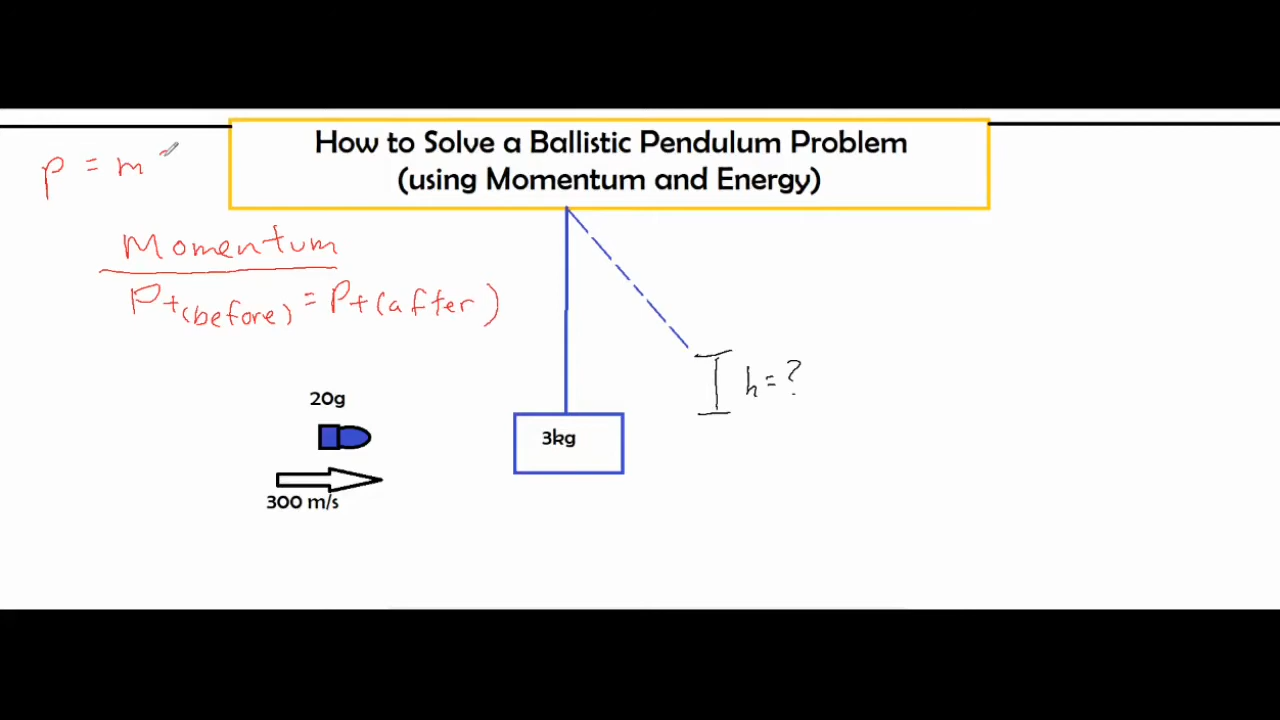 How to Solve a Ballistic Pendulum Problem
(using Momentum and Energy)
p = m
Momentum
Pt(before) = Pt(after)
h = ?
20g
3kg
300 m/s